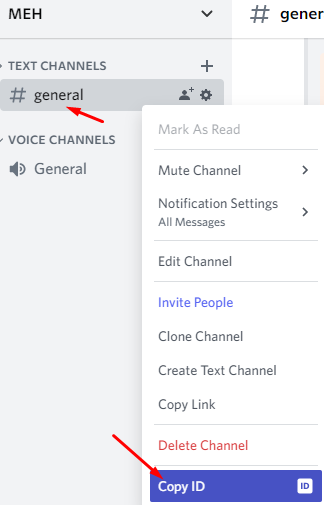 MEH
# gener
TEXT CHANNELS
# general
VOICE CHANNELS
General
Mark As Read
Mute Channel
Notification Settings
All Messages
Edit Channel
Invite People
Clone Channel
Create Text Channel
Copy Link
Delete Channel
Copy ID ID